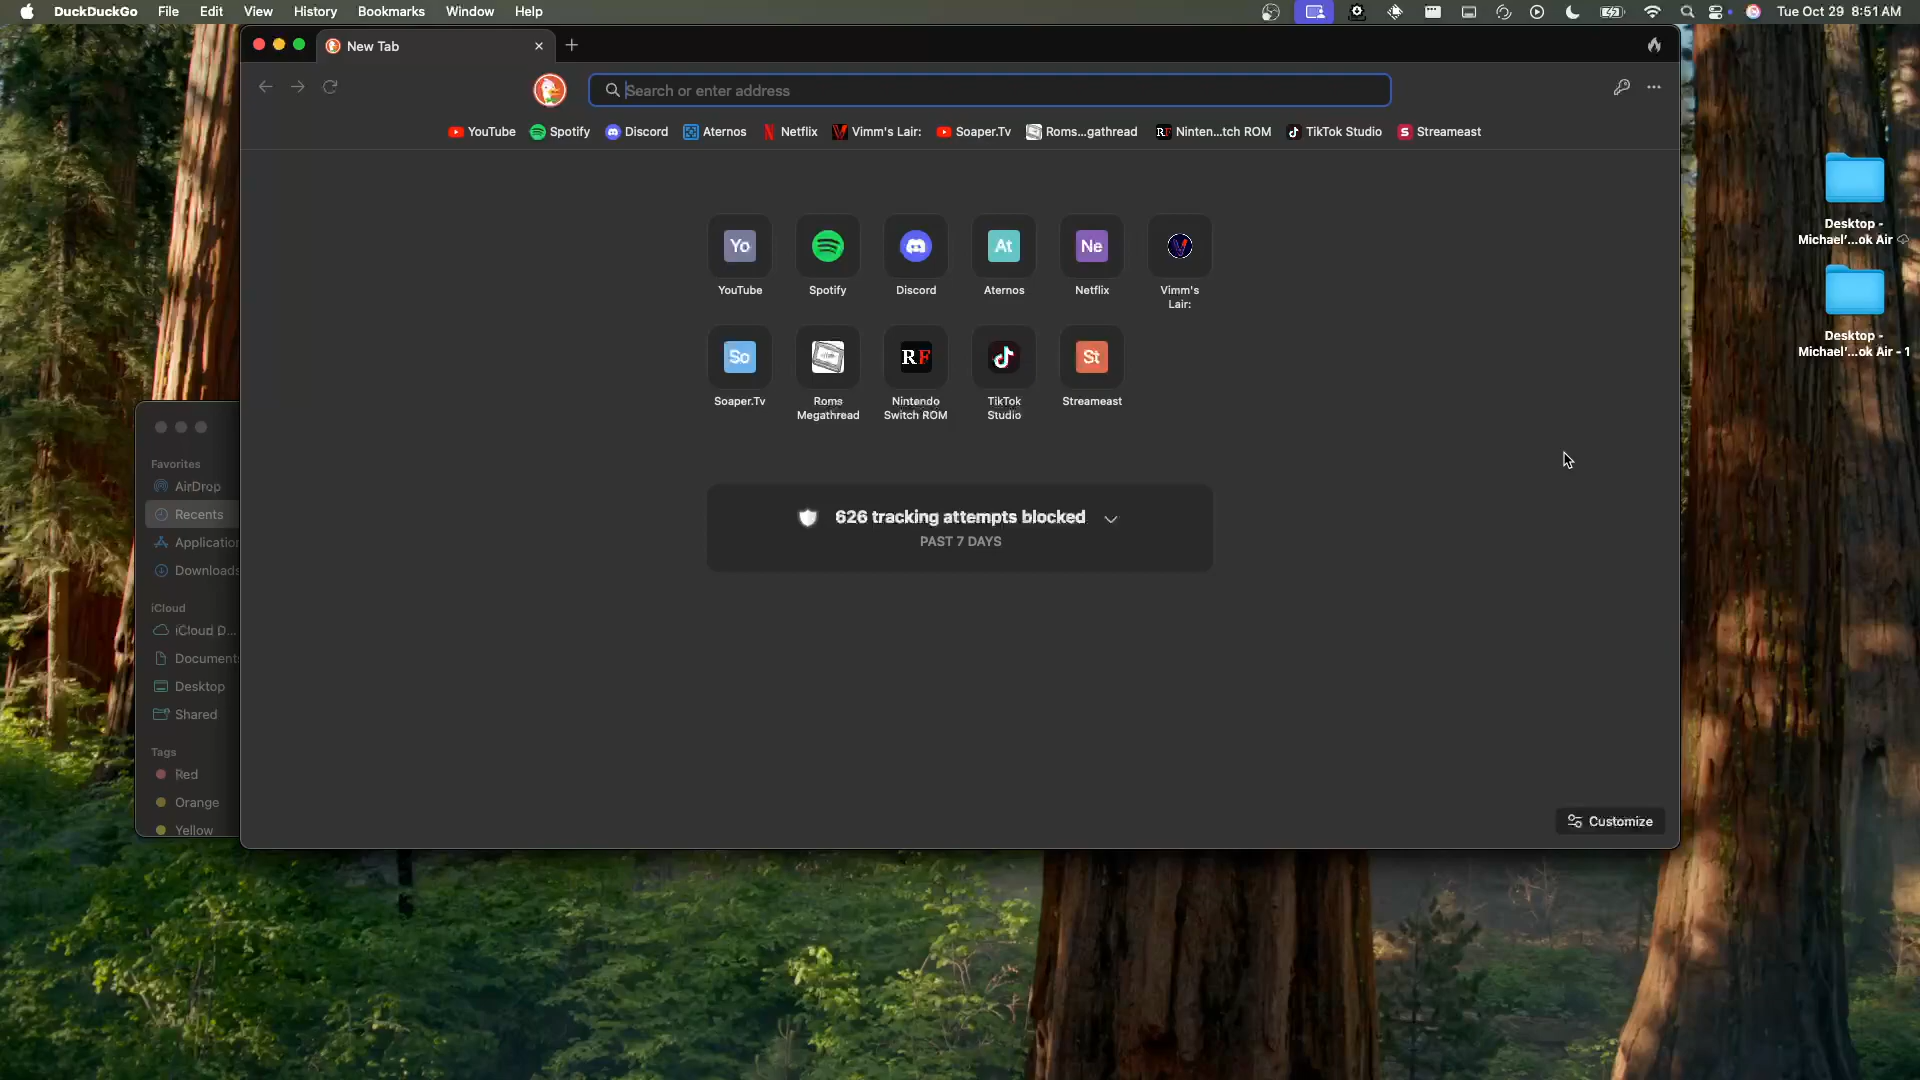 DuckDuckGo File Edit View History Bookmarks Window Help Tue Oct 29 8:51 AM
New Tab
Search or enter address
YouTube Spotify Discord Aternos Netflix Vimm's Lair: Soaper.Tv Roms...gathread Ninten...tch ROM TikTok Studio Streameast
Yo At Ne
YouTube Spotify Discord Aternos Netflix Vimm's
Lair:
So RF St
Soaper.Tv Roms Nintendo TikTok Streameast
Megathread Switch ROM Studio
626 tracking attempts blocked
PAST 7 DAYS
Customize
Favorites
AirDrop
Recents
Application
Downloads
iCloud
iCloud D...
Document
Desktop
Shared
Tags
Red
Orange
Yellow
Desktop -
Michael'...ok Air
Desktop -
Michael'...ok Air - 1